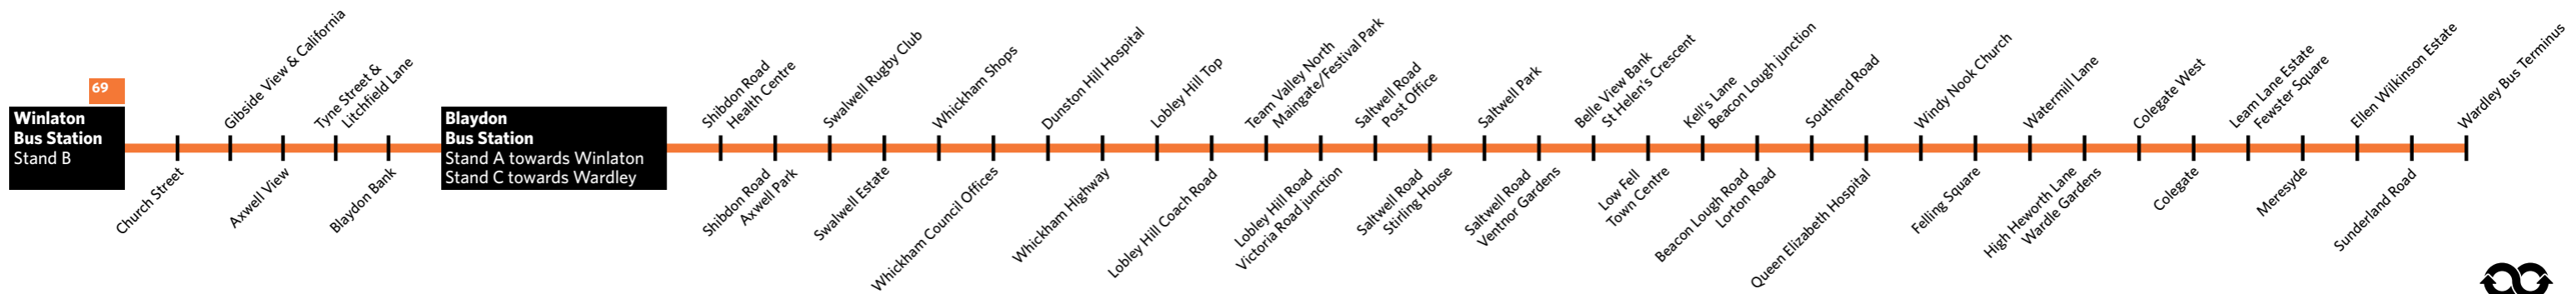 69
Winlaton
Bus Station
Stand B
Church Street
Gibside View & California
Axwell View
Tyne Street &
Litchfield Lane
Blaydon Bank
Blaydon
Bus Station
Stand A towards Winlaton
Stand C towards Wardley
Shibdon Road
Health Centre
Shibdon Road
Axwell Park
Swalwell Rugby Club
Swalwell Estate
Whickham Shops
Whickham Council Offices
Dunston Hill Hospital
Whickham Highway
Lobley Hill Top
Lobley Hill Coach Road
Team Valley North
Maingate/Festival Park
Lobley Hill Road
Victoria Road junction
Saltwell Road
Post Office
Saltwell Road
Stirling House
Saltwell Park
Saltwell Road
Ventnor Gardens
Belle View Bank
St Helen's Crescent
Low Fell
Town Centre
Kell's Lane
Beacon Lough junction
Beacon Lough Road
Lorton Road
Southend Road
Queen Elizabeth Hospital
Windy Nook Church
Felling Square
Watermill Lane
High Heworth Lane
Wardle Gardens
Colegate West
Colegate
Leam Lane Estate
Fewster Square
Meresyde
Ellen Wilkinson Estate
Sunderland Road
Wardley Bus Terminus